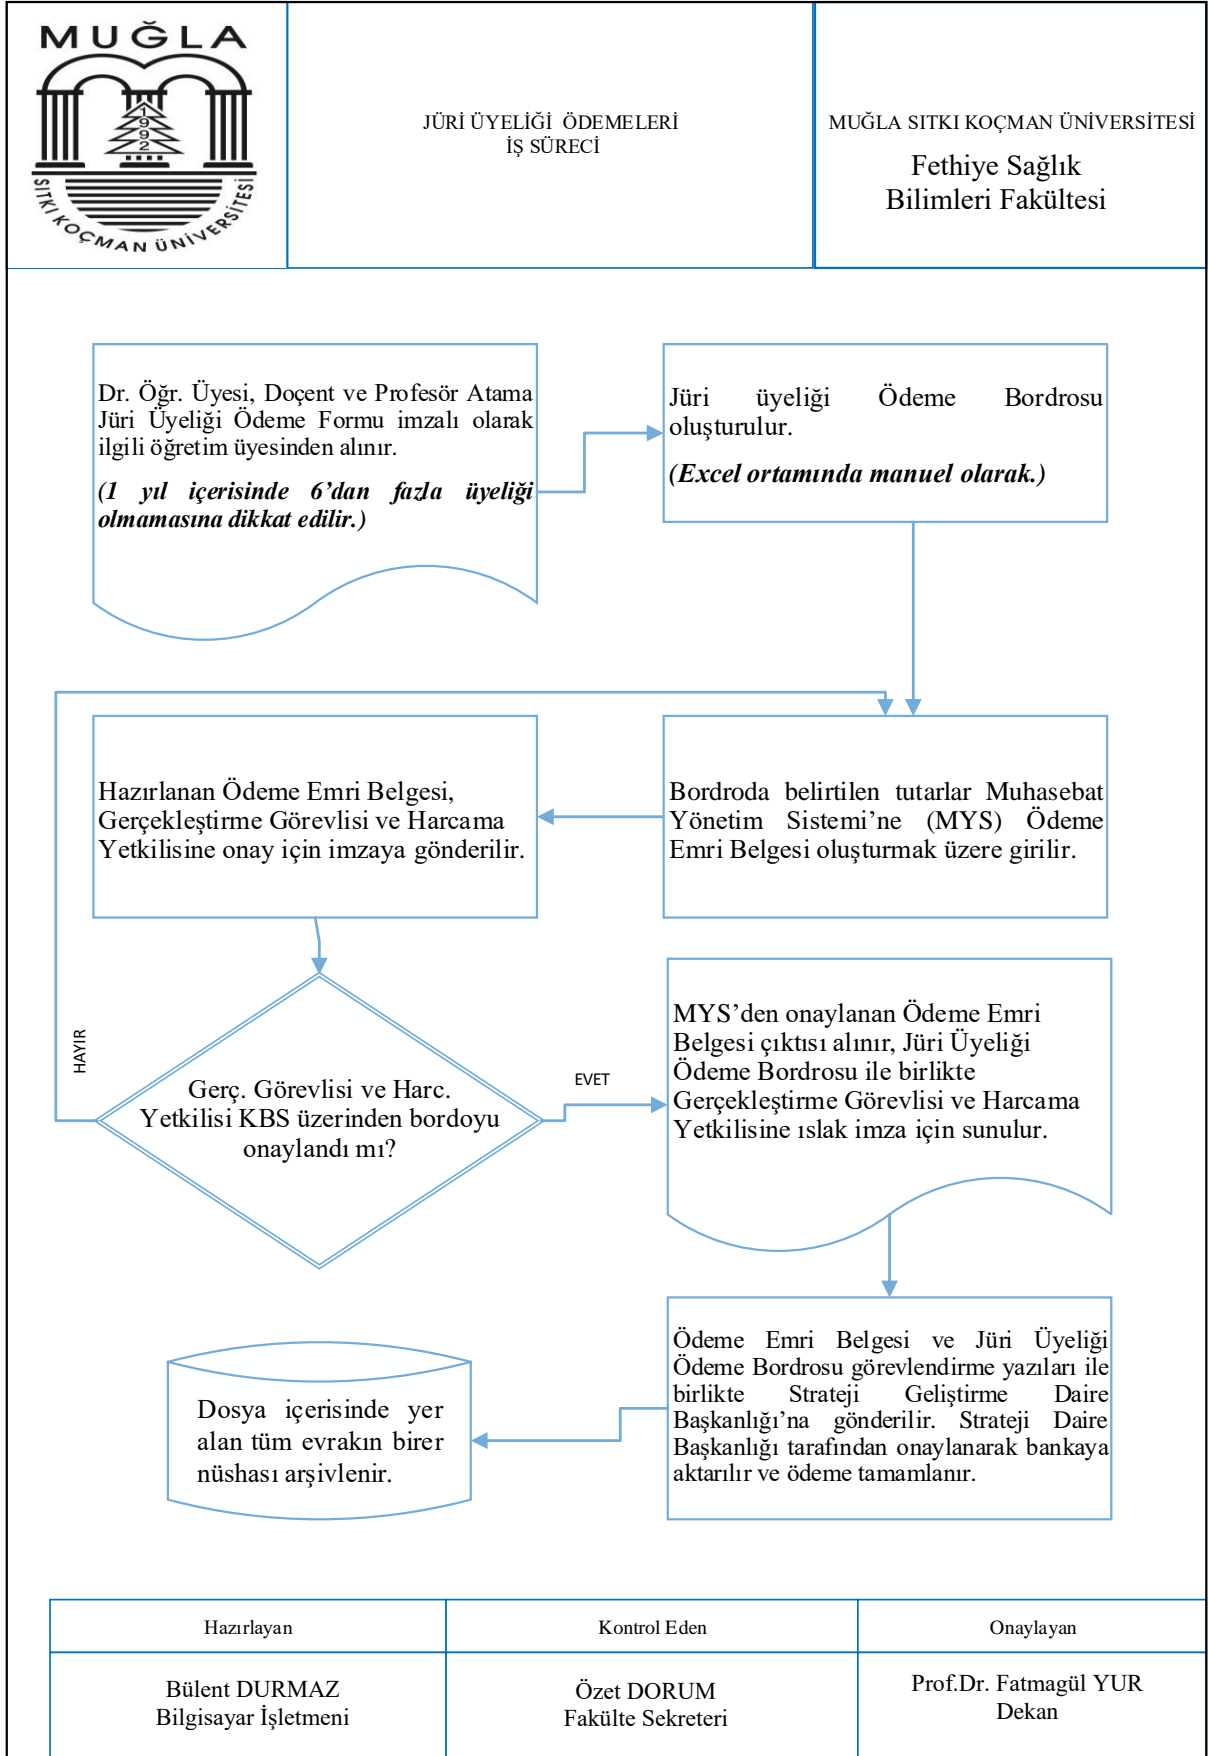 MUĞLA
1992
SITKI KOÇMAN ÜNİVERSİTESİ
JÜRİ ÜYELİĞİ ÖDEMELERİ
İŞ SÜRECİ
MUĞLA SITKI KOÇMAN ÜNİVERSİTESİ
Fethiye Sağlık
Bilimleri Fakültesi
Dr. Öğr. Üyesi, Doçent ve Profesör Atama
Jüri Üyeliği Ödeme Formu imzalı olarak
ilgili öğretim üyesinden alınır.
(1 yıl içerisinde 6’dan fazla üyeliği
olmamasına dikkat edilir.)
Jüri üyeliği Ödeme Bordrosu
oluşturulur.
(Excel ortamında manuel olarak.)
Hazırlanan Ödeme Emri Belgesi,
Gerçekleştirme Görevlisi ve Harcama
Yetkilisine onay için imzaya gönderilir.
Bordroda belirtilen tutarlar Muhasebat
Yönetim Sistemi’ne (MYS) Ödeme
Emri Belgesi oluşturmak üzere girilir.
HAYIR
Gerç. Görevlisi ve Harc.
Yetkilisi KBS üzerinden bordoyu
onaylandı mı?
EVET
MYS’den onaylanan Ödeme Emri
Belgesi çıktısı alınır, Jüri Üyeliği
Ödeme Bordrosu ile birlikte
Gerçekleştirme Görevlisi ve Harcama
Yetkilisine ıslak imza için sunulur.
Ödeme Emri Belgesi ve Jüri Üyeliği
Ödeme Bordrosu görevlendirme yazıları ile
birlikte Strateji Geliştirme Daire
Başkanlığı’na gönderilir. Strateji Daire
Başkanlığı tarafından onaylanarak bankaya
aktarılır ve ödeme tamamlanır.
Dosya içerisinde yer
alan tüm evrakın birer
nüshası arşivlenir.
Hazırlayan
Kontrol Eden
Onaylayan
Bülent DURMAZ
Bilgisayar İşletmeni
Özet DORUM
Fakülte Sekreteri
Prof.Dr. Fatmagül YUR
Dekan